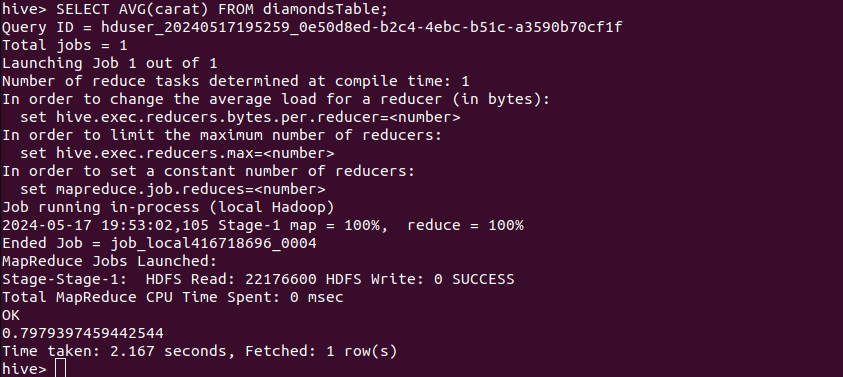 hive> SELECT AVG(carat) FROM diamondsTable;
Query ID = hduser_20240517195259_0e50d8ed-b2c4-4ebc-b51c-a3590b70cf1f
Total jobs = 1
Launching Job 1 out of 1
Number of reduce tasks determined at compile time: 1
In order to change the average load for a reducer (in bytes):
  set hive.exec.reducers.bytes.per.reducer=<number>
In order to limit the maximum number of reducers:
  set hive.exec.reducers.max=<number>
In order to set a constant number of reducers:
  set mapreduce.job.reduces=<number>
Job running in-process (local Hadoop)
2024-05-17 19:53:02,105 Stage-1 map = 100%,  reduce = 100%
Ended Job = job_local416718696_0004
MapReduce Jobs Launched:
Stage-Stage-1:  HDFS Read: 22176600 HDFS Write: 0 SUCCESS
Total MapReduce CPU Time Spent: 0 msec
OK
0.7979397459442544
Time taken: 2.167 seconds, Fetched: 1 row(s)
hive>